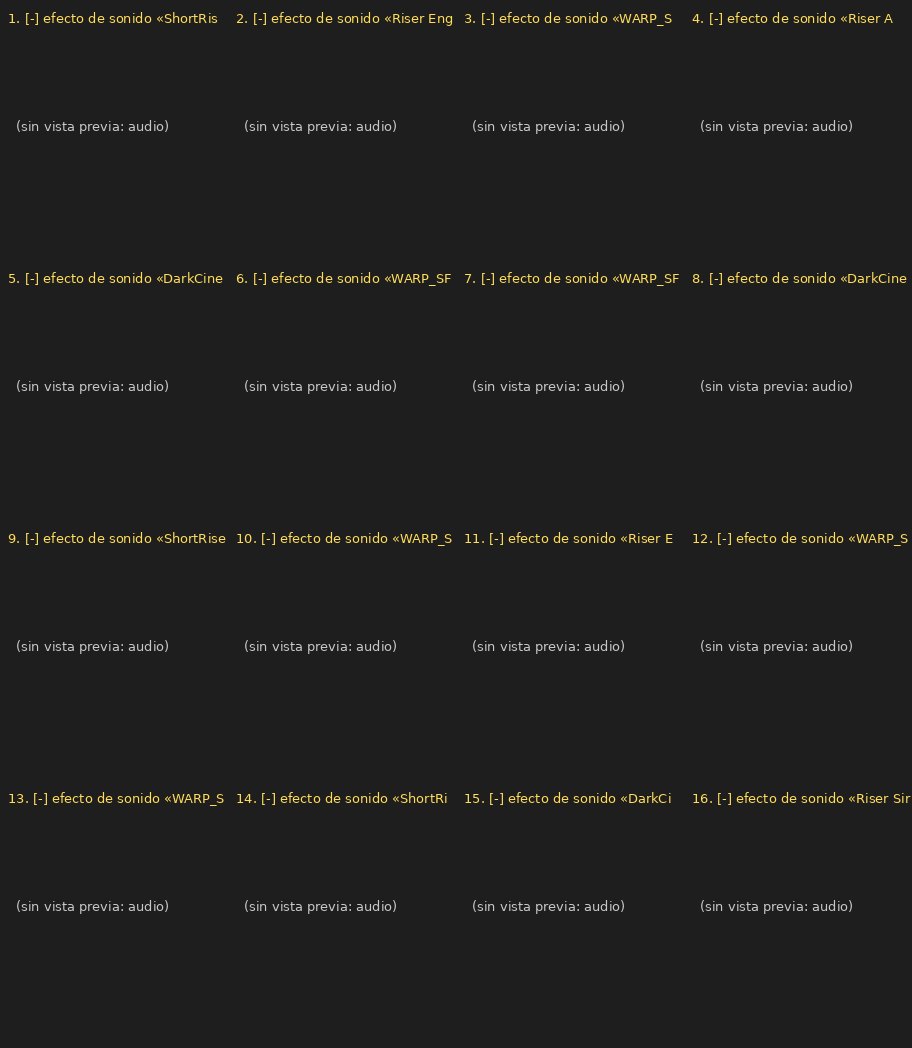 1. [-] efecto de sonido «ShortRis
2. [-] efecto de sonido «Riser Eng
3. [-] efecto de sonido «WARP_S
4. [-] efecto de sonido «Riser A
(sin vista previa: audio)
(sin vista previa: audio)
(sin vista previa: audio)
(sin vista previa: audio)
5. [-] efecto de sonido «DarkCine
6. [-] efecto de sonido «WARP_SF
7. [-] efecto de sonido «WARP_SF
8. [-] efecto de sonido «DarkCine
(sin vista previa: audio)
(sin vista previa: audio)
(sin vista previa: audio)
(sin vista previa: audio)
9. [-] efecto de sonido «ShortRise
10. [-] efecto de sonido «WARP_S
11. [-] efecto de sonido «Riser E
12. [-] efecto de sonido «WARP_S
(sin vista previa: audio)
(sin vista previa: audio)
(sin vista previa: audio)
(sin vista previa: audio)
13. [-] efecto de sonido «WARP_S
14. [-] efecto de sonido «ShortRi
15. [-] efecto de sonido «DarkCi
16. [-] efecto de sonido «Riser Sir
(sin vista previa: audio)
(sin vista previa: audio)
(sin vista previa: audio)
(sin vista previa: audio)